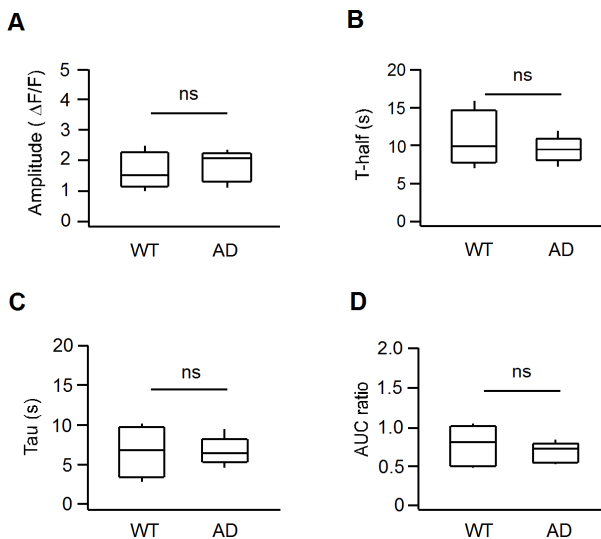 A
Amplitude ( ΔF/F)
5
4
3
2
1
0
ns
WT AD
B
T-half (s)
20
15
10
5
0
ns
WT AD
C
Tau (s)
20
15
10
5
0
ns
WT AD
D
AUC ratio
2.0
1.5
1.0
0.5
0
ns
WT AD